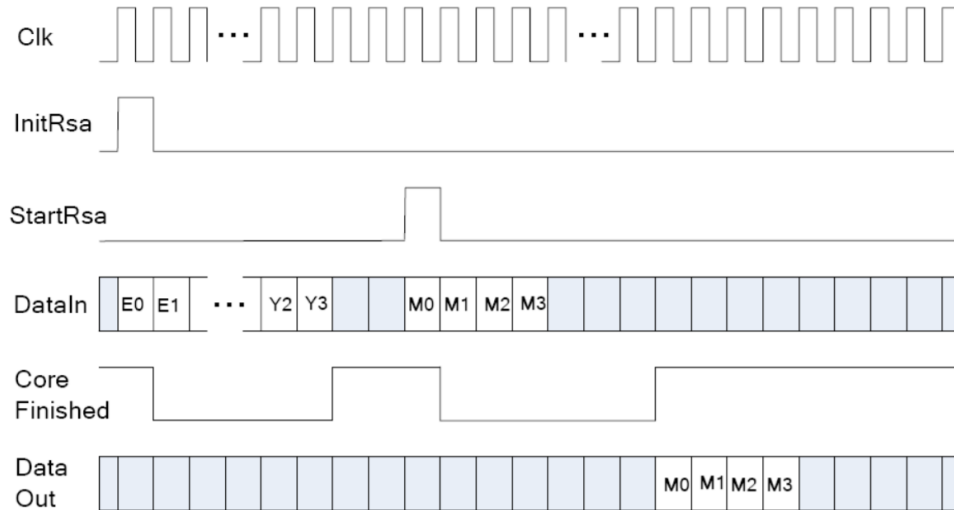 Clk
...
...
InitRsa
StartRsa
DataIn
E0 E1 ... Y2 Y3 M0 M1 M2 M3
Core
Finished
Data
Out
M0 M1 M2 M3